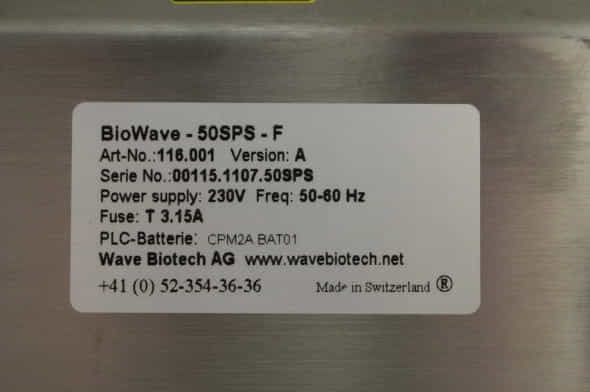 BioWave - 50SPS - F
Art-No.:116.001 Version: A
Serie No.:00115.1107.50SPS
Power supply: 230V Freq: 50-60 Hz
Fuse: T 3.15A
PLC-Batterie: CPM2A BAT01
Wave Biotech AG www.wavebiotech.net
+41 (0) 52-354-36-36 Made in Switzerland ®